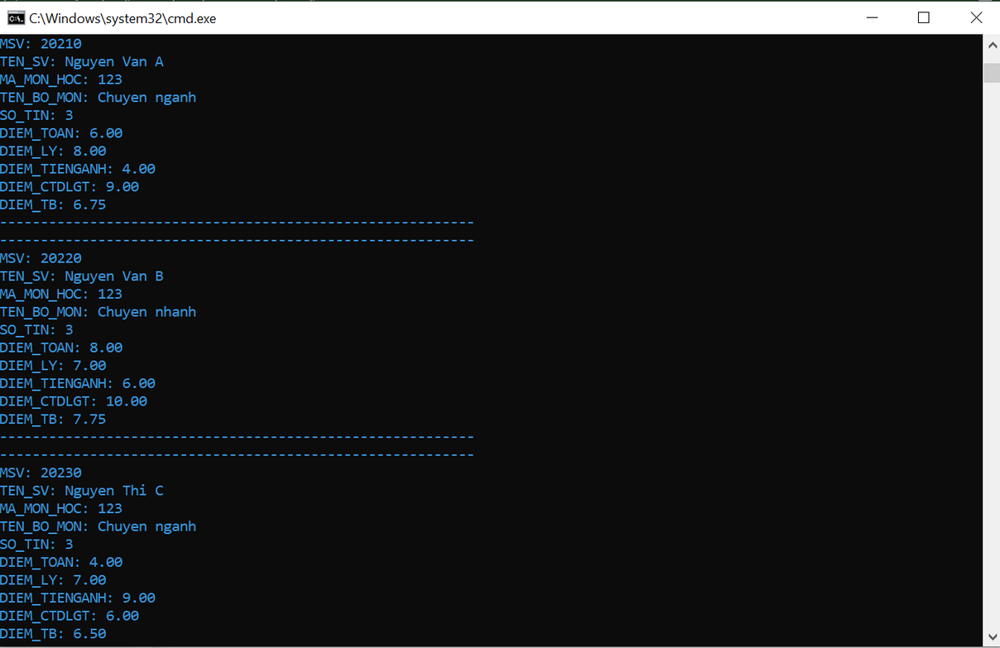 C:\Windows\system32\cmd.exe
MSV: 20210
TEN_SV: Nguyen Van A
MA_MON_HOC: 123
TEN_BO_MON: Chuyen nganh
SO_TIN: 3
DIEM_TOAN: 6.00
DIEM_LY: 8.00
DIEM_TIENGANH: 4.00
DIEM_CTDLGT: 9.00
DIEM_TB: 6.75
----------------------------------------------------------
----------------------------------------------------------
MSV: 20220
TEN_SV: Nguyen Van B
MA_MON_HOC: 123
TEN_BO_MON: Chuyen nhanh
SO_TIN: 3
DIEM_TOAN: 8.00
DIEM_LY: 7.00
DIEM_TIENGANH: 6.00
DIEM_CTDLGT: 10.00
DIEM_TB: 7.75
----------------------------------------------------------
----------------------------------------------------------
MSV: 20230
TEN_SV: Nguyen Thi C
MA_MON_HOC: 123
TEN_BO_MON: Chuyen nganh
SO_TIN: 3
DIEM_TOAN: 4.00
DIEM_LY: 7.00
DIEM_TIENGANH: 9.00
DIEM_CTDLGT: 6.00
DIEM_TB: 6.50